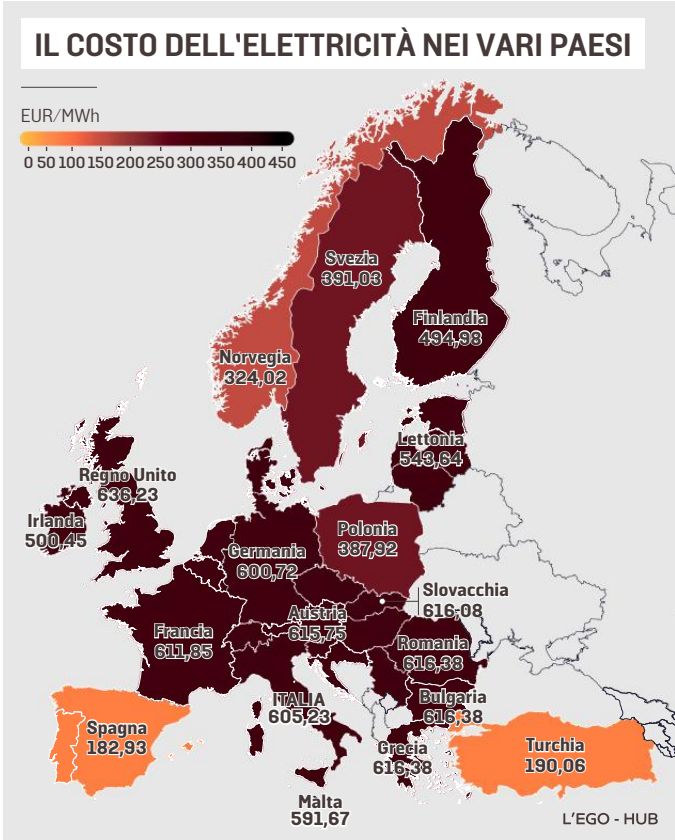 IL COSTO DELL'ELETTRICITÀ NEI VARI PAESI
EUR/MWh
0 50 100 150 200 250 300 350 400 450
Svezia
391,03
Finlandia
494,98
Norvegia
324,02
Lettonia
543,64
Regno Unito
636,23
Irlanda
500,45
Polonia
387,92
Germania
600,72
Slovacchia
616,08
Austria
615,75
Francia
611,85
Romania
616,38
ITALIA
605,23
Bulgaria
616,38
Spagna
182,93
Grecia
616,38
Turchia
190,06
Màlta
591,67
L'EGO - HUB